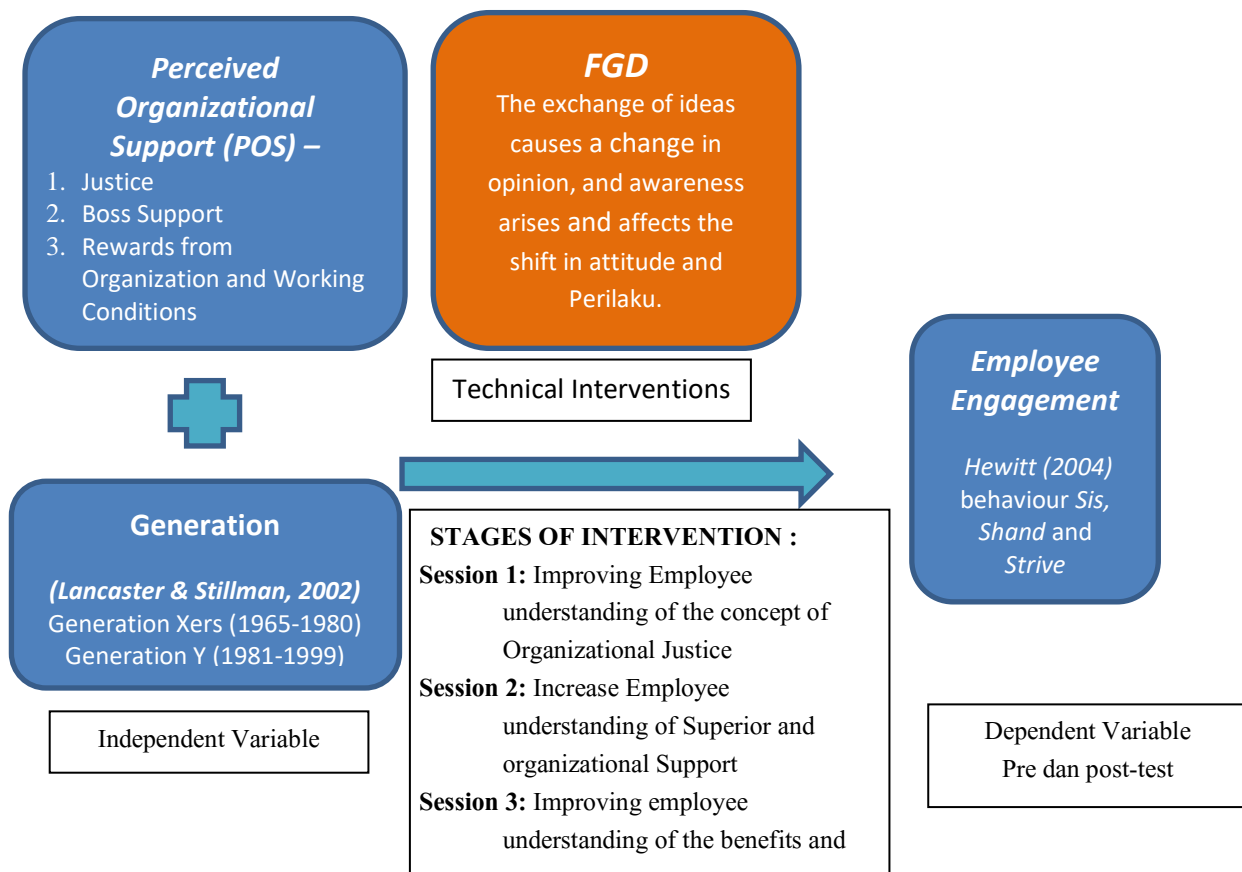 Perceived
Organizational
Support (POS) –
1. Justice
2. Boss Support
3. Rewards from
Organization and Working
Conditions
FGD
The exchange of ideas
causes a change in
opinion, and awareness
arises and affects the
shift in attitude and
Perilaku.
Technical Interventions
Employee
Engagement
Hewitt (2004)
behaviour Sis,
Shand and
Strive
Generation
(Lancaster & Stillman, 2002)
Generation Xers (1965-1980)
Generation Y (1981-1999)
Independent Variable
STAGES OF INTERVENTION :
Session 1: Improving Employee
understanding of the concept of
Organizational Justice
Session 2: Increase Employee
understanding of Superior and
organizational Support
Session 3: Improving employee
understanding of the benefits and
Dependent Variable
Pre dan post-test